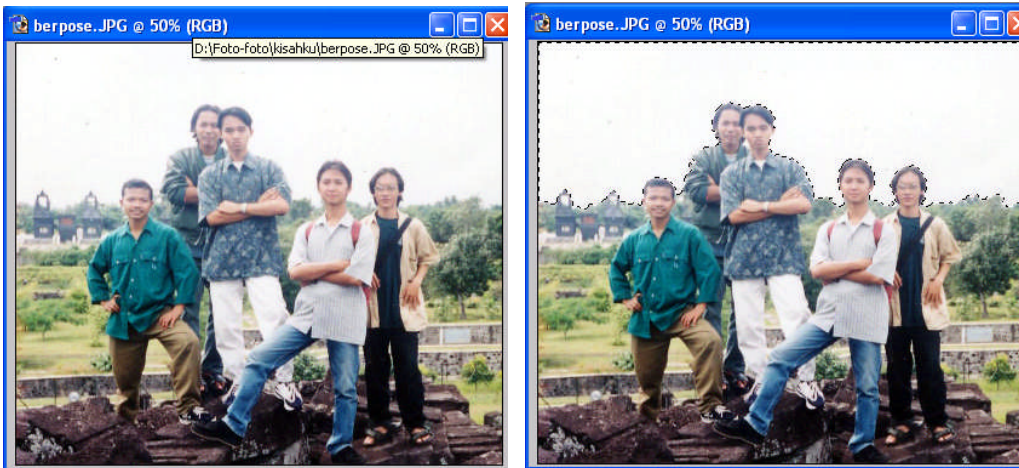 berpose.JPG @ 50% (RGB)
D:\Foto-foto\kisahku\berpose.JPG @ 50% (RGB)
berpose.JPG @ 50% (RGB)